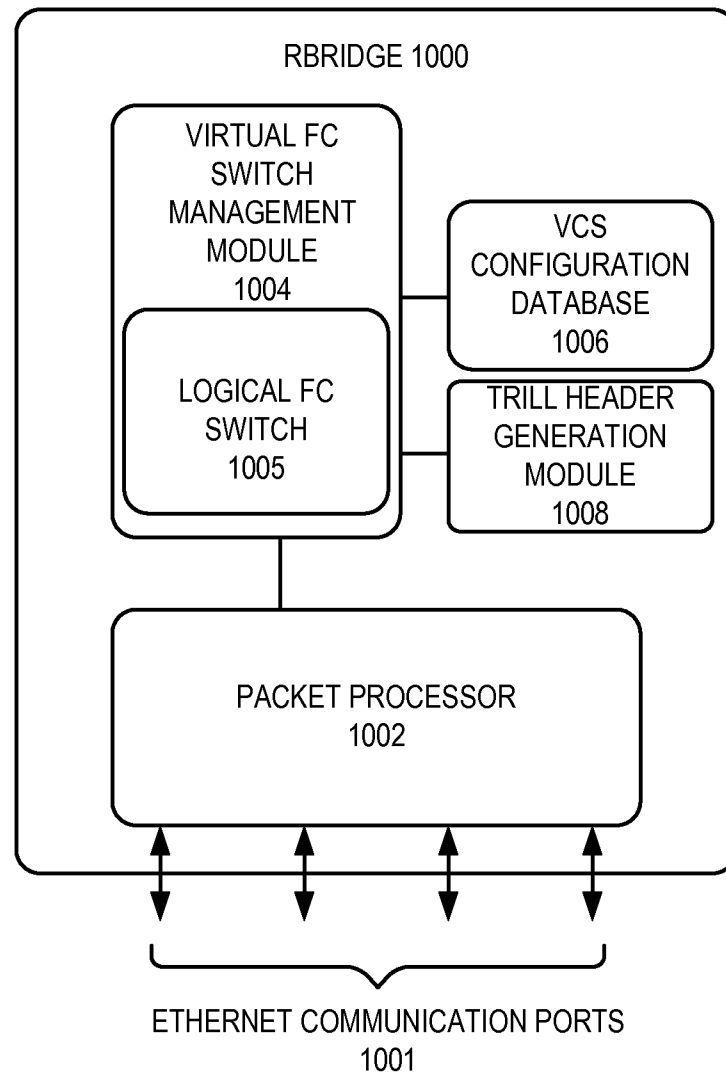 RBRIDGE 1000
VIRTUAL FC
SWITCH
MANAGEMENT
MODULE
1004
LOGICAL FC
SWITCH
1005
VCS
CONFIGURATION
DATABASE
1006
TRILL HEADER
GENERATION
MODULE
1008
PACKET PROCESSOR
1002
ETHERNET COMMUNICATION PORTS
1001